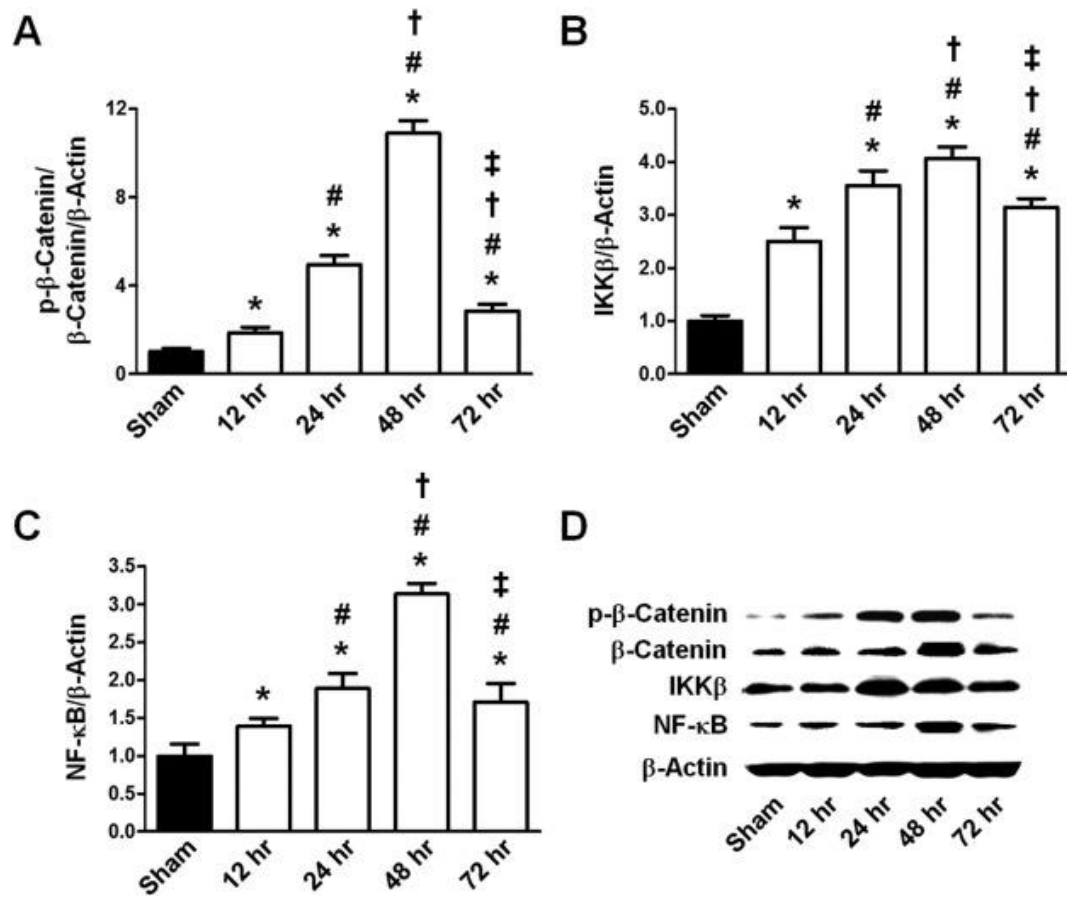 A
†
#
*
‡
†
#
*
#
*
*
p-β-Catenin/
β-Catenin/β-Actin
12
8
4
0
Sham
12 hr
24 hr
48 hr
72 hr
B
†
#
*
‡
†
#
*
#
*
*
IKKβ/β-Actin
5.0
4.0
3.0
2.0
1.0
0.0
Sham
12 hr
24 hr
48 hr
72 hr
C
†
#
*
‡
#
*
#
*
*
NF-κB/β-Actin
3.5
3.0
2.5
2.0
1.5
1.0
0.5
0.0
Sham
12 hr
24 hr
48 hr
72 hr
D
p-β-Catenin
β-Catenin
IKKβ
NF-κB
β-Actin
Sham
12 hr
24 hr
48 hr
72 hr